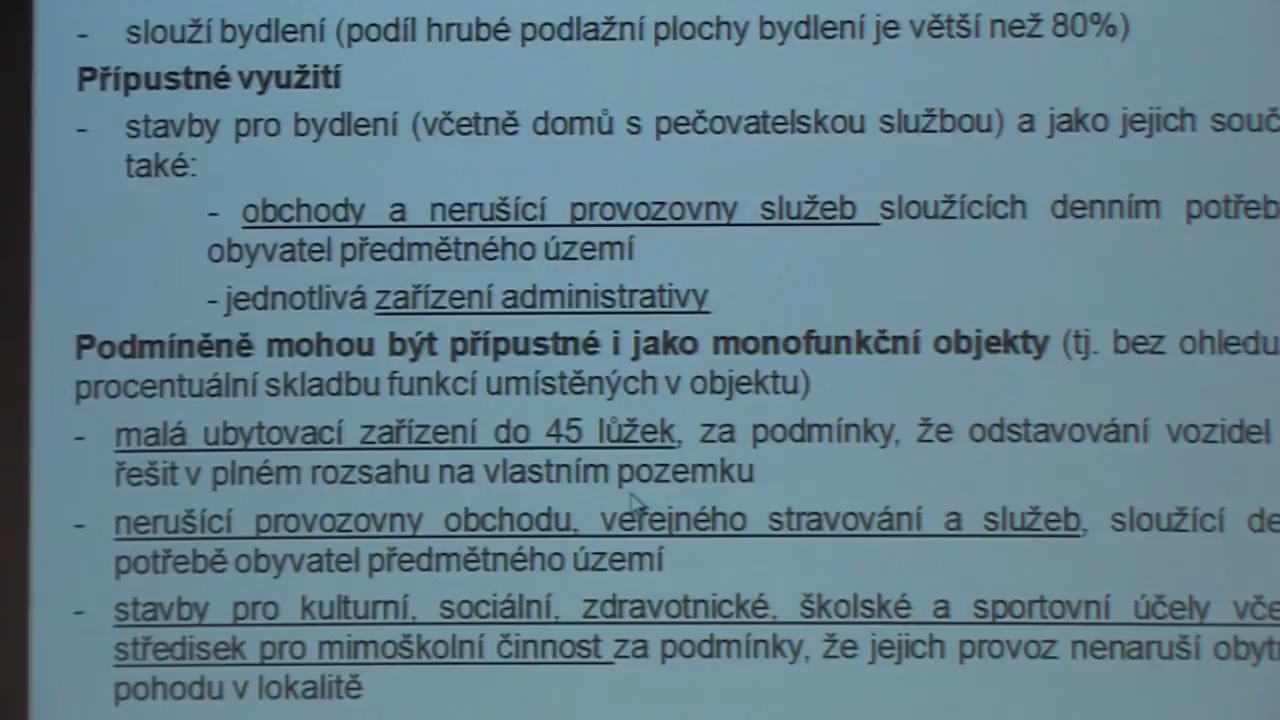 - slouží bydlení (podíl hrubé podlažní plochy bydlení je větší než 80%)
Přípustné využití
- stavby pro bydlení (včetně domů s pečovatelskou službou) a jako jejich
také:
- obchody a nerušící provozovny služeb sloužících denním
obyvatel předmětného území
- jednotlivá zařízení administrativy
Podmíněně mohou být přípustné i jako monofunkční objekty (tj. bez ohledu
procentuální skladbu funkcí umístěných v objektu)
- malá ubytovací zařízení do 45 lůžek, za podmínky, že odstavování vozidel
řešit v plném rozsahu na vlastním pozemku
- nerušící provozovny obchodu, veřejného stravování a služeb, sloužící
potřebě obyvatel předmětného území
- stavby pro kulturní, sociální, zdravotnické, školské a sportovní účely
středisek pro mimoškolní činnost za podmínky, že jejich provoz nenaruší
pohodu v lokalitě